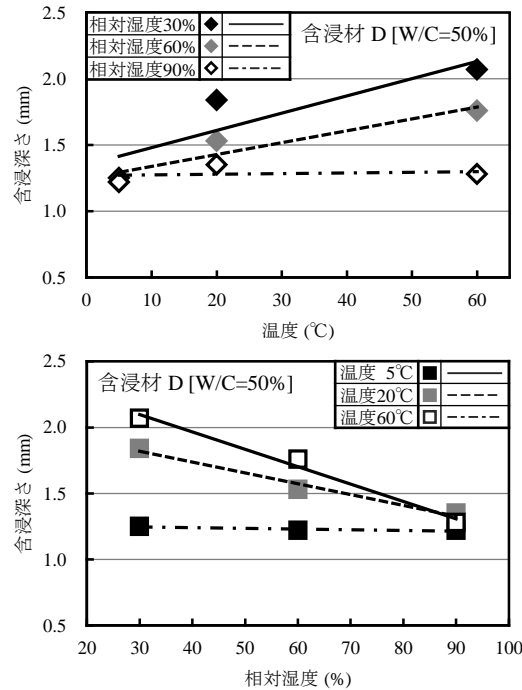 相対湿度30%
相対湿度60%
相対湿度90%
含浸材 D [W/C=50%]
含浸深さ (mm)
2.5
2.0
1.5
1.0
0.5
0 10 20 30 40 50 60
温度 (℃)
含浸材 D [W/C=50%]
温度 5℃
温度20℃
温度60℃
含浸深さ (mm)
2.5
2.0
1.5
1.0
0.5
20 30 40 50 60 70 80 90 100
相対湿度 (%)